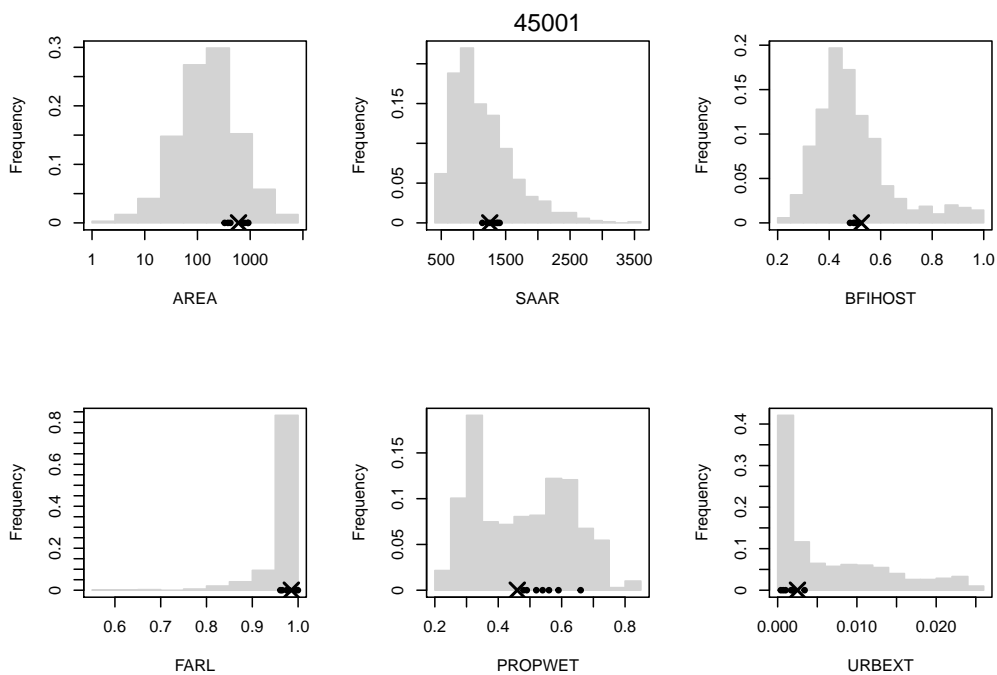 45001
Frequency
0 0.1 0.2 0.3
1 10 100 1000
AREA
Frequency
0 0.05 0.15
500 1500 2500 3500
SAAR
Frequency
0 0.05 0.1 0.15 0.2
0.2 0.4 0.6 0.8 1.0
BFIHOST
Frequency
0 0.2 0.4 0.6 0.8
0.6 0.7 0.8 0.9 1.0
FARL
Frequency
0 0.05 0.1 0.15
0.2 0.4 0.6 0.8
PROPWET
Frequency
0 0.1 0.2 0.3 0.4
0.000 0.010 0.020
URBEXT